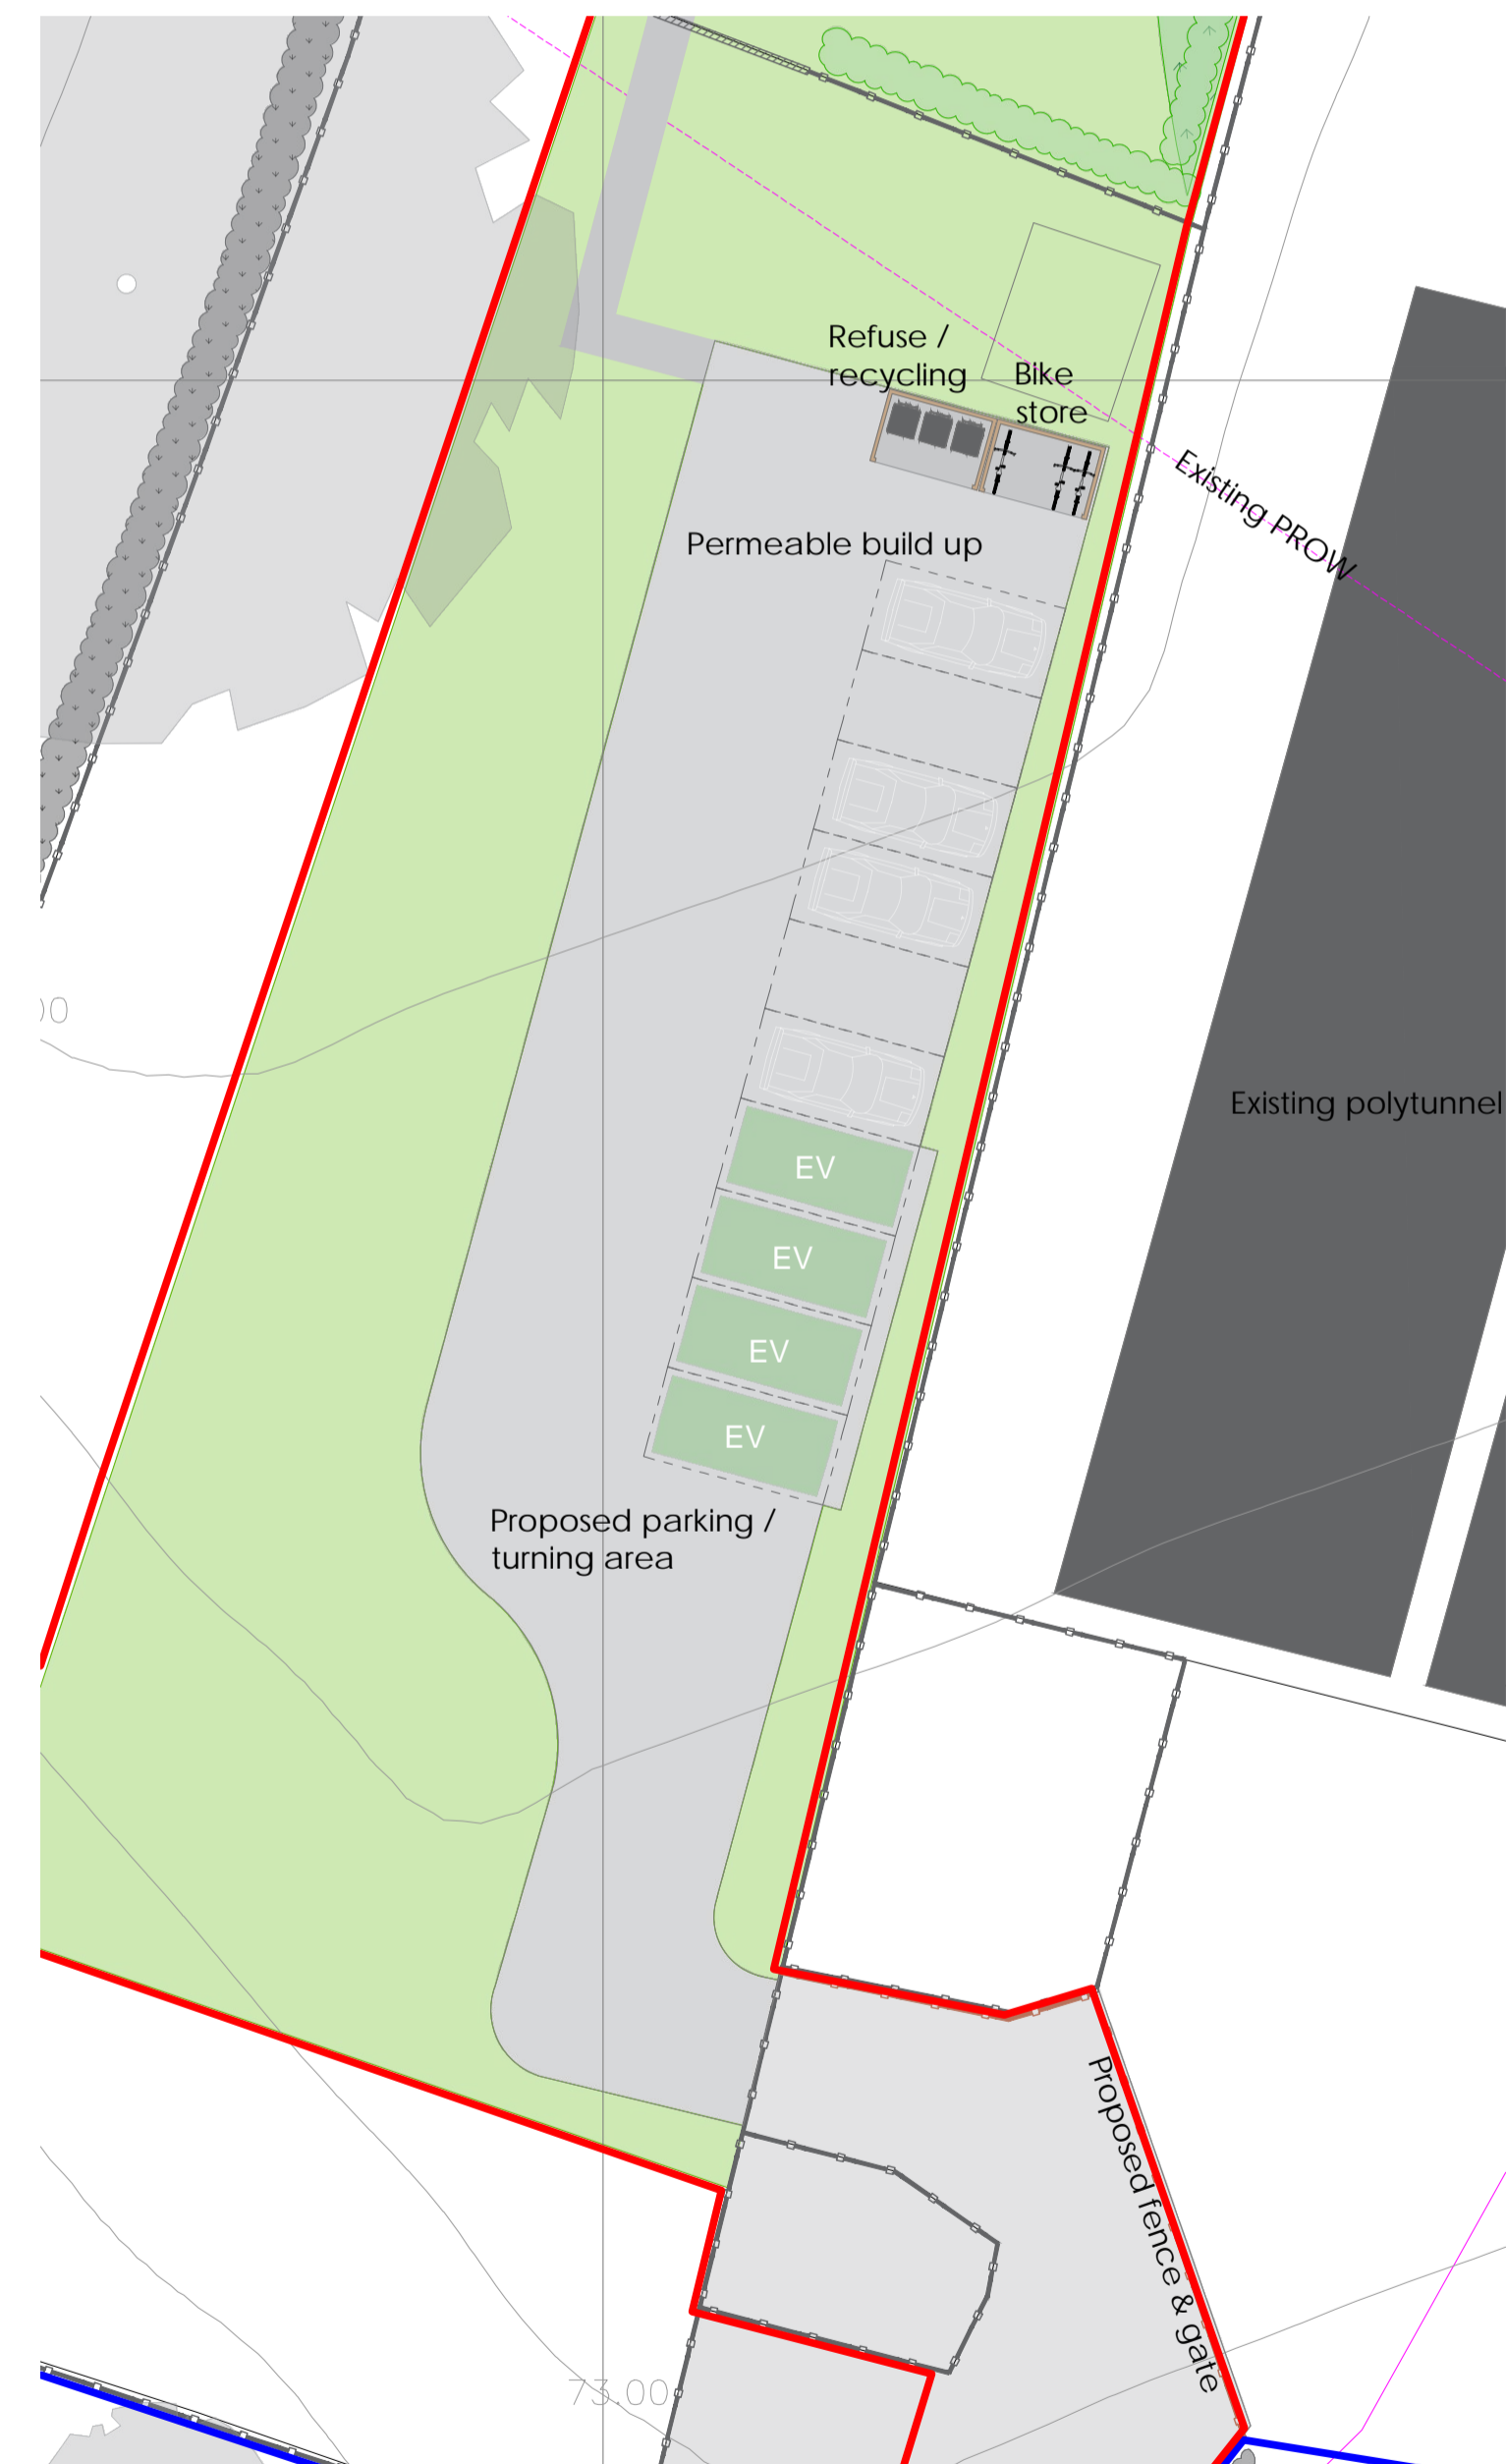 Refuse /
recycling
Bike
store
Existing PROW
Permeable build up
Existing polytunnel
EV
EV
EV
EV
Proposed parking /
turning area
Proposed fence & gate
73.00